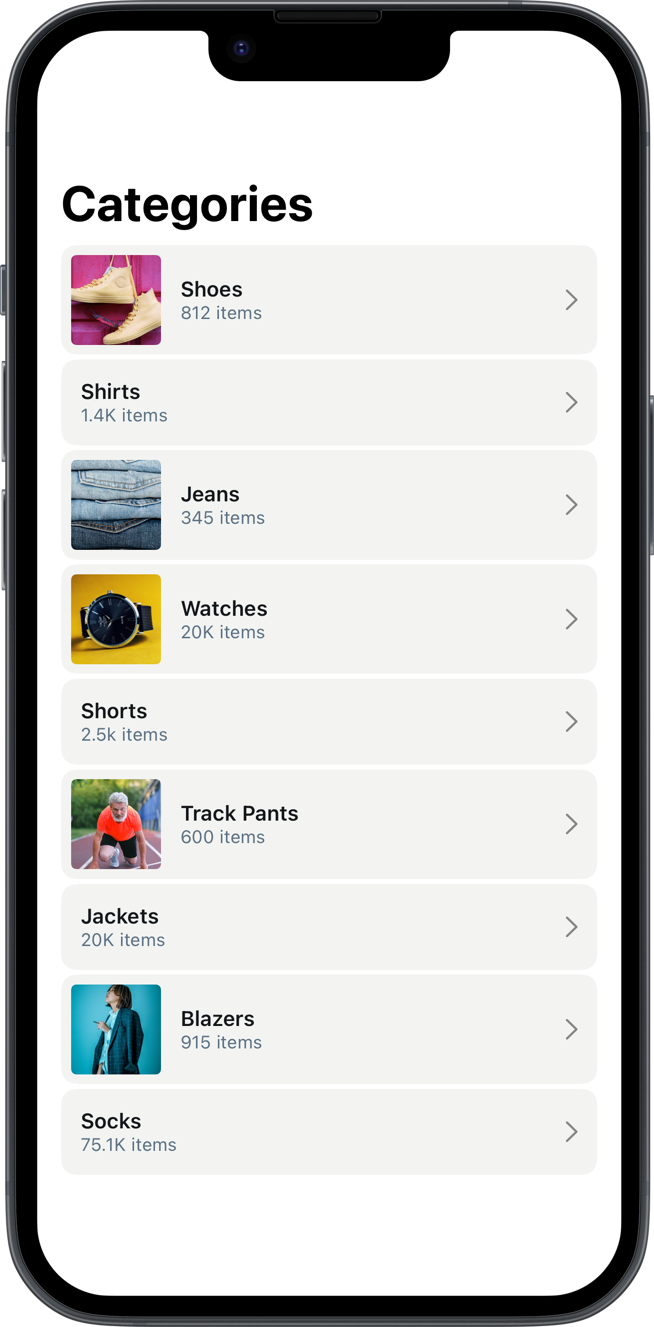 Categories
Shoes
812 items
Shirts
1.4K items
Jeans
345 items
Watches
20K items
Shorts
2.5k items
Track Pants
600 items
Jackets
20K items
Blazers
915 items
Socks
75.1K items